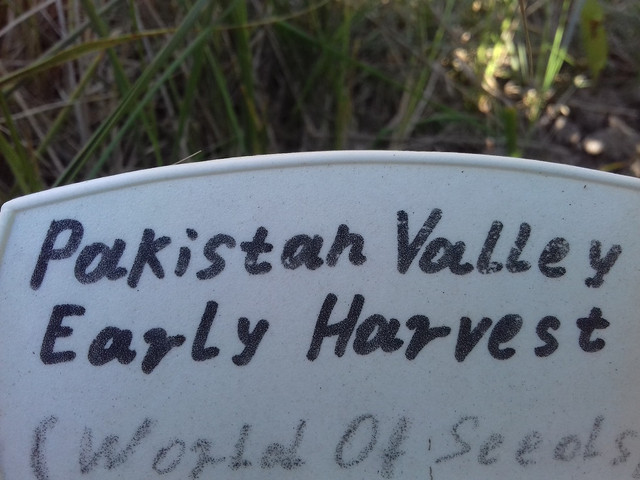 Pakistan Valley
Early Harvest
(World Of Seeds